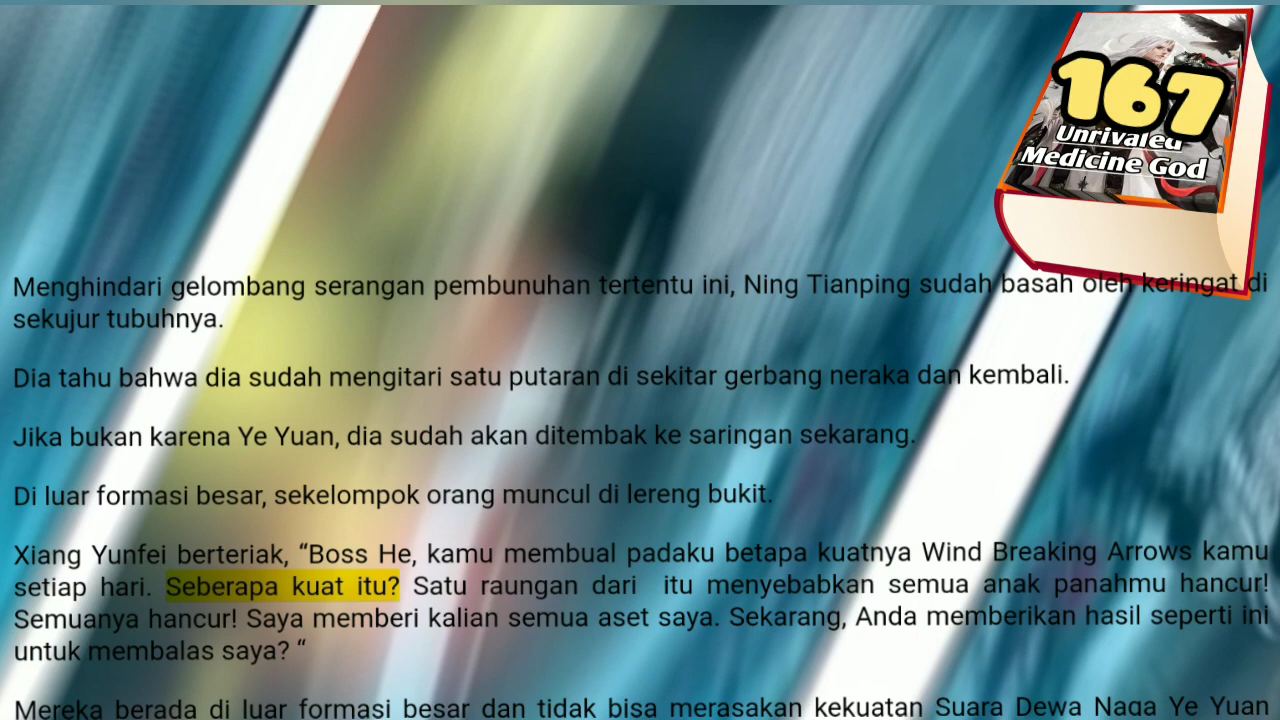 167
Unrivaled
Medicine God
Menghindari gelombang serangan pembunuhan tertentu ini, Ning Tianping sudah basah oleh keringat di
sekujur tubuhnya.
Dia tahu bahwa dia sudah mengitari satu putaran di sekitar gerbang neraka dan kembali.
Jika bukan karena Ye Yuan, dia sudah akan ditembak ke saringan sekarang.
Di luar formasi besar, sekelompok orang muncul di lereng bukit.
Xiang Yunfei berteriak, “Boss He, kamu membual padaku betapa kuatnya Wind Breaking Arrows kamu
setiap hari. Seberapa kuat itu? Satu raungan dari itu menyebabkan semua anak panahmu hancur!
Semuanya hancur! Saya memberi kalian semua aset saya. Sekarang, Anda memberikan hasil seperti ini
untuk membalas saya? “
Mereka berada di luar formasi besar dan tidak bisa merasakan kekuatan Suara Dewa Naga Ye Yuan